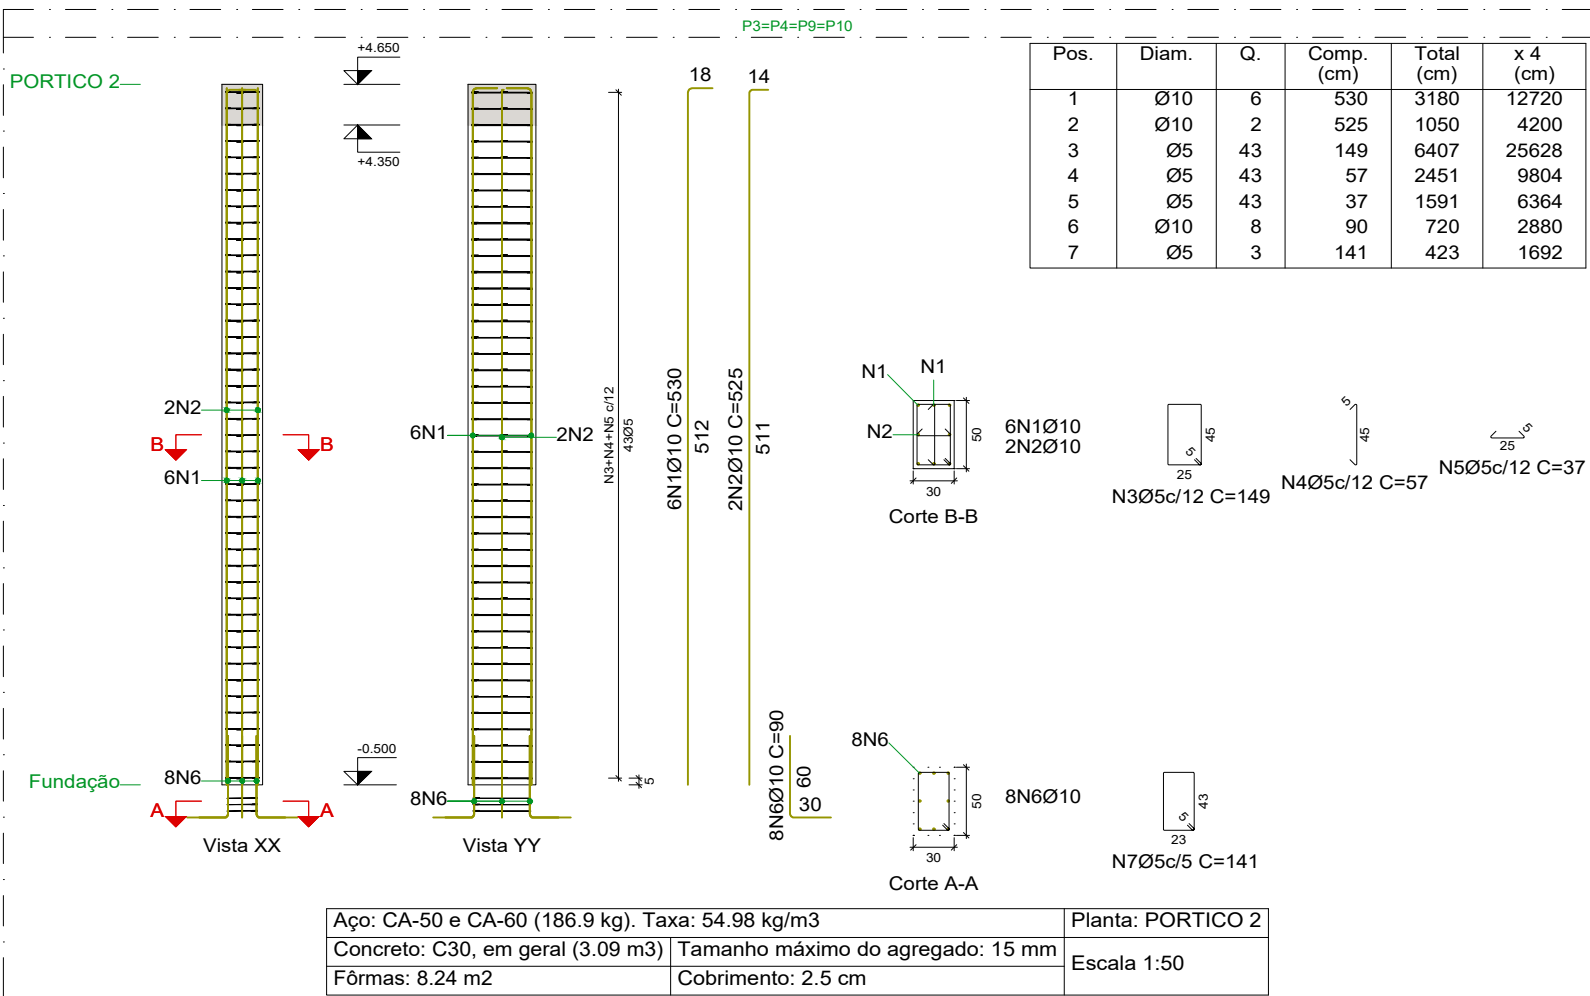 P3=P4=P9=P10
PORTICO 2
+4.650
+4.350
18
14
Pos. Diam. Q. Comp. (cm) Total (cm) x 4 (cm)
1 Ø10 6 530 3180 12720
2 Ø10 2 525 1050 4200
3 Ø5 43 149 6407 25628
4 Ø5 43 57 2451 9804
5 Ø5 43 37 1591 6364
6 Ø10 8 90 720 2880
7 Ø5 3 141 423 1692
2N2
B
B
6N1
6N1
2N2
N3+N4+N5 c/12
43Ø5
6N1Ø10 C=530
512
2N2Ø10 C=525
511
N1
N1
N2
50
30
6N1Ø10
2N2Ø10
Corte B-B
45
5
25
N3Ø5c/12 C=149
5
45
N4Ø5c/12 C=57
5
25
N5Ø5c/12 C=37
-0.500
Fundação
8N6
A
A
Vista XX
8N6
Vista YY
5
8N6Ø10 C=90
60
30
8N6
50
30
8N6Ø10
Corte A-A
43
5
23
N7Ø5c/5 C=141
Aço: CA-50 e CA-60 (186.9 kg). Taxa: 54.98 kg/m3
Planta: PORTICO 2
Concreto: C30, em geral (3.09 m3)
Tamanho máximo do agregado: 15 mm
Escala 1:50
Fôrmas: 8.24 m2
Cobrimento: 2.5 cm